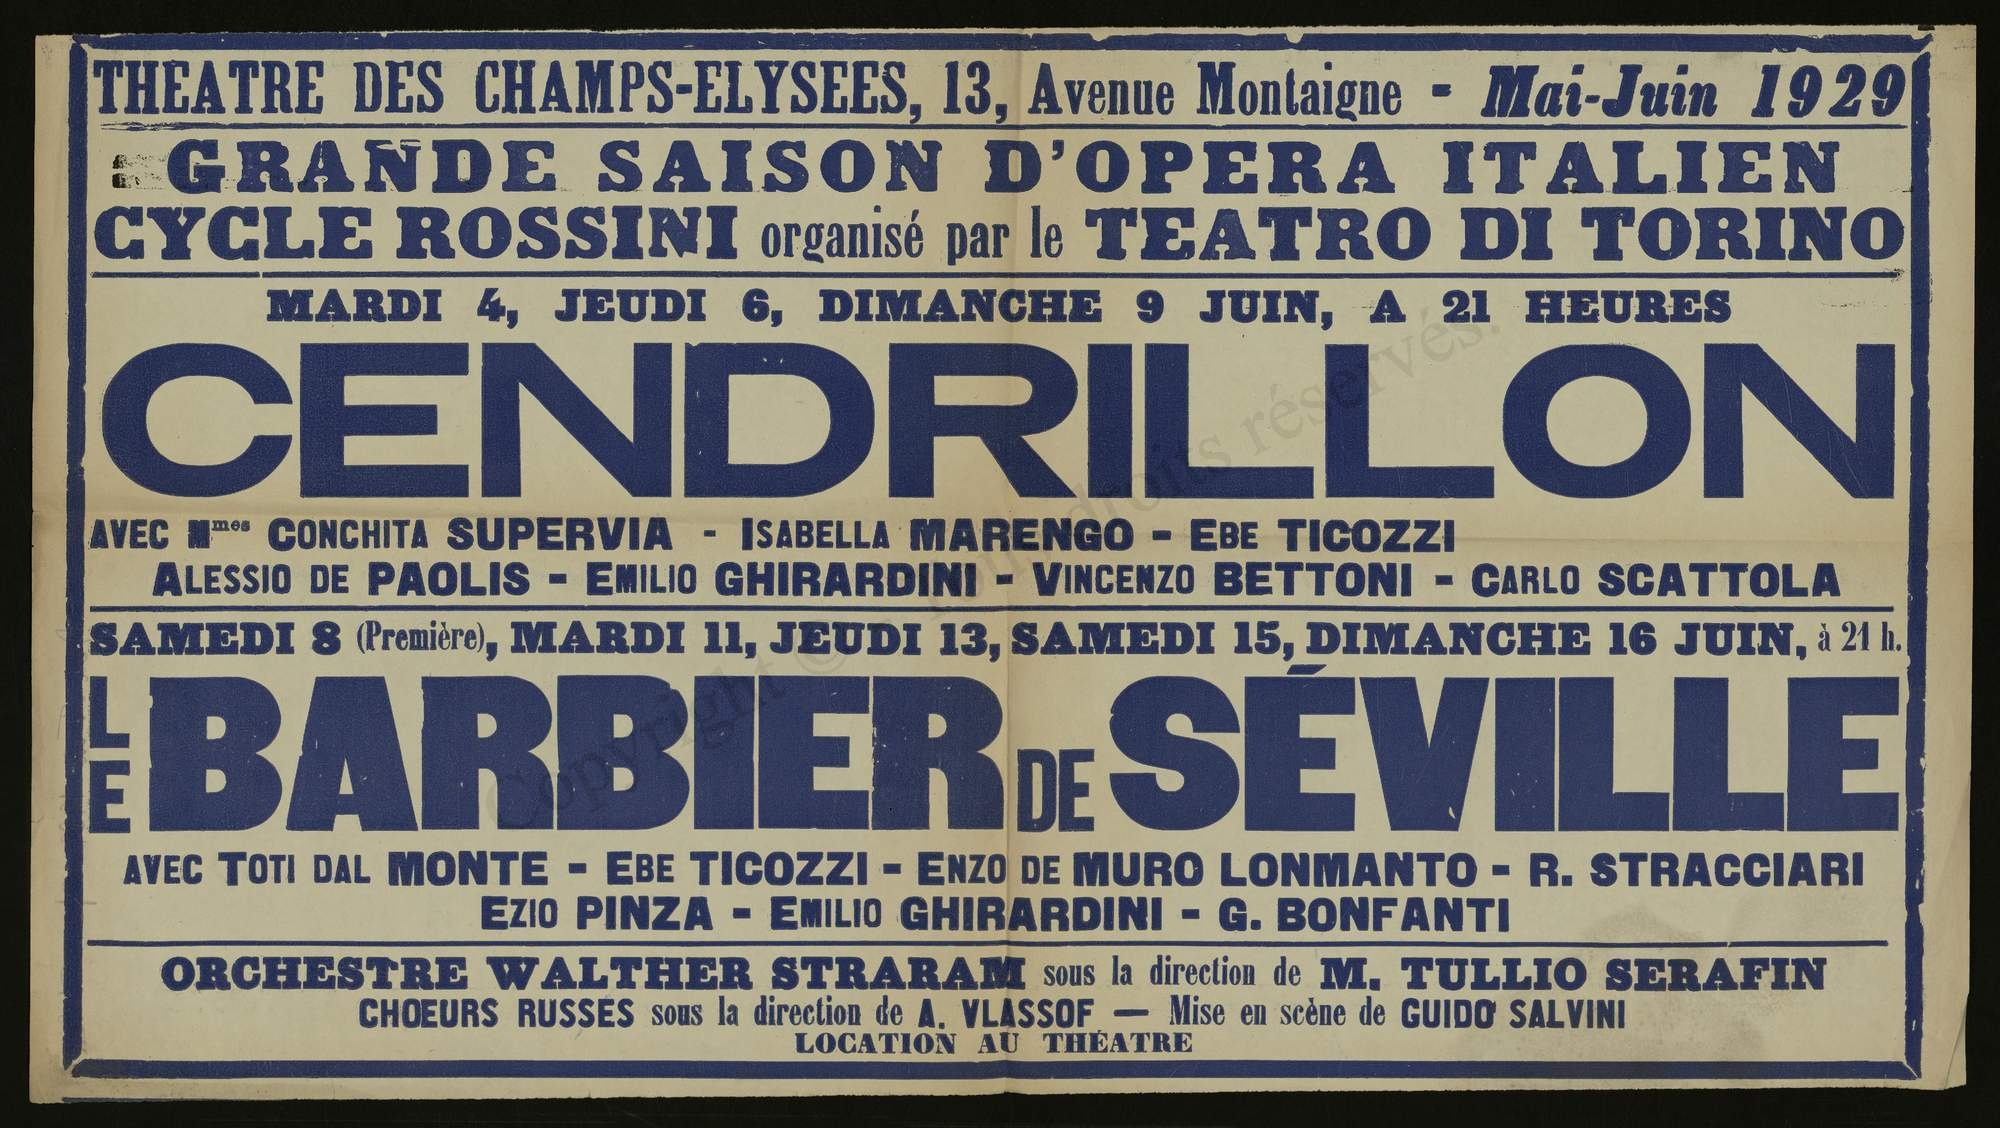 THEATRE DES CHAMPS-ELYSEES, 13, Avenue Montaigne - Mai-Juin 1929
GRANDE SAISON D'OPERA ITALIEN
CYCLE ROSSINI organisé par le TEATRO DI TORINO
MARDI 4, JEUDI 6, DIMANCHE 9 JUIN, A 21 HEURES
CENDRILLON
AVEC Mmes CONCHITA SUPERVIA - ISABELLA MARENGO - EBE TICOZZI
ALESSIO DE PAOLIS - EMILIO GHIRARDINI - VINCENZO BETTONI - CARLO SCATTOLA
SAMEDI 8 (Première), MARDI 11, JEUDI 13, SAMEDI 15, DIMANCHE 16 JUIN, à 21 h.
LE BARBIER DE SÉVILLE
AVEC TOTI DAL MONTE - EBE TICOZZI - ENZO DE MURO LONMANTO - R. STRACCIARI
EZIO PINZA - EMILIO GHIRARDINI - G. BONFANTI
ORCHESTRE WALTHER STRARAM sous la direction de M. TULLIO SERAFIN
CHOEURS RUSSES sous la direction de A. VLASSOF — Mise en scène de GUIDO SALVINI
LOCATION AU THÉATRE
Copyright © - Tous droits réservés.